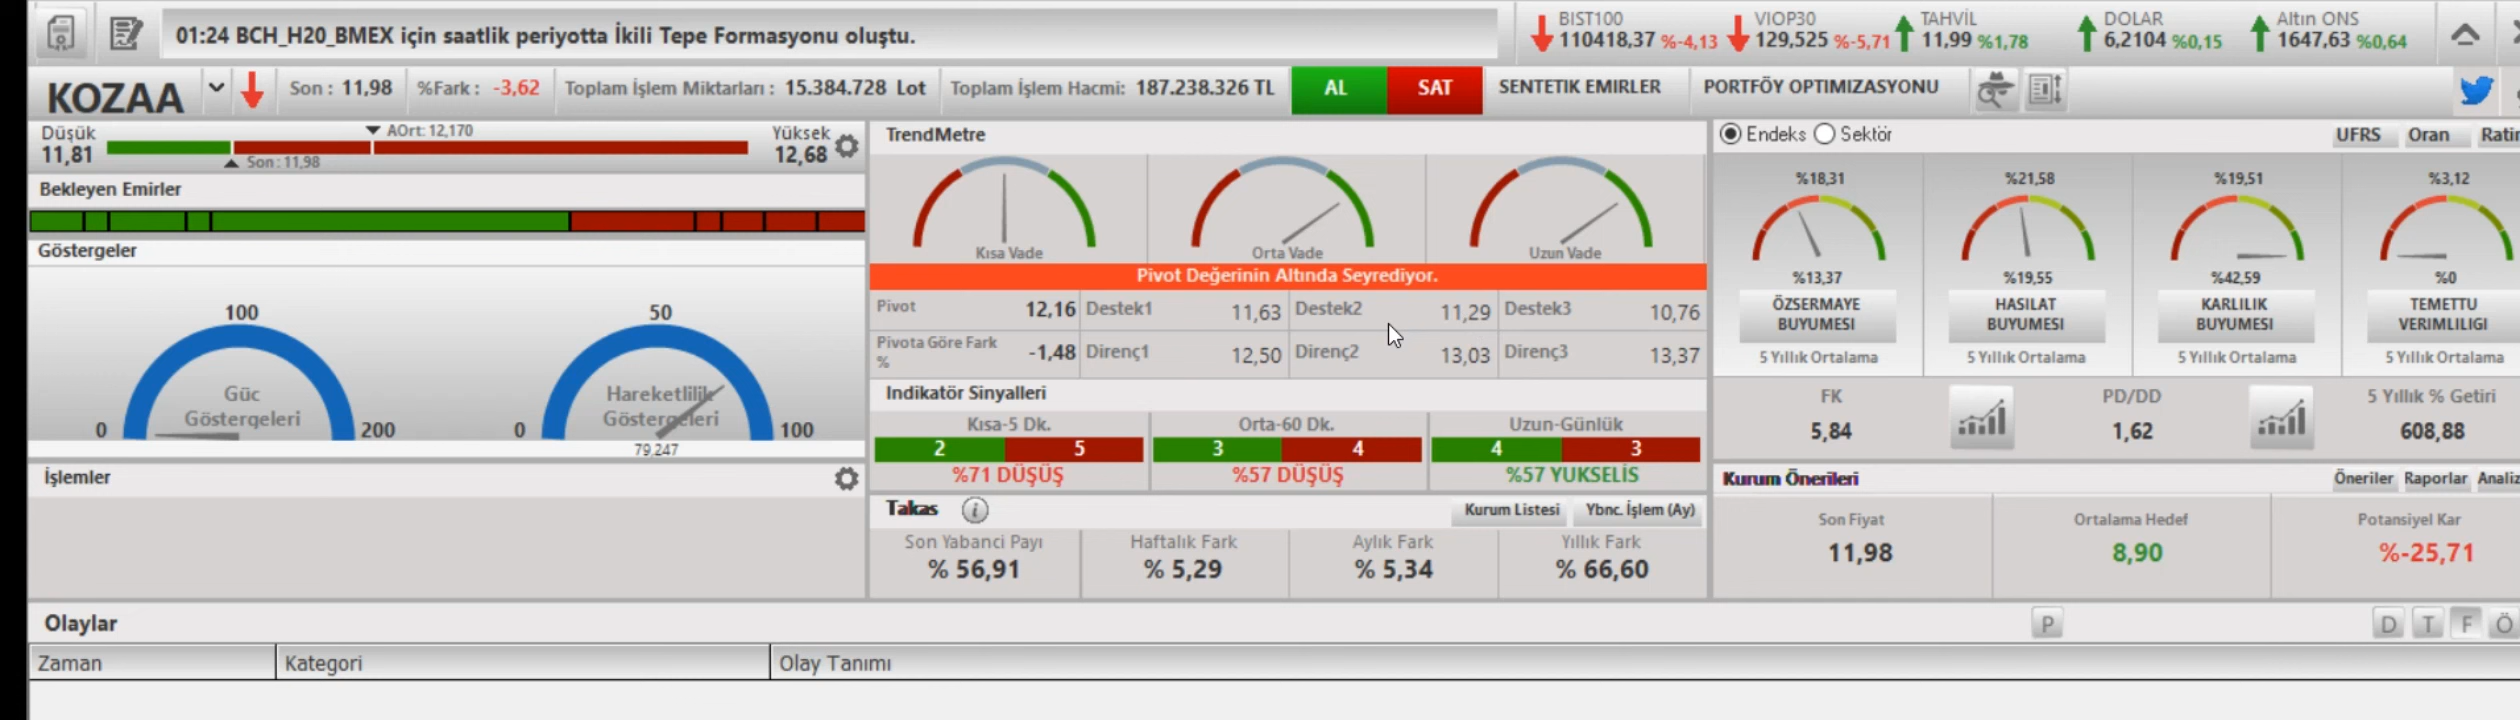 01:24 BCH_H20_BMEX için saatlik periyotta İkili Tepe Formasyonu oluştu.
BIST100 110418,37 %-4,13
VIOP30 129,525 %-5,71
TAHVİL 11,99 %1,78
DOLAR 6,2104 %0,15
Altın ONS 1647,63 %0,64
KOZAA Son : 11,98 %Fark : -3,62 Toplam İşlem Miktarları : 15.384.728 Lot Toplam İşlem Hacmi: 187.238.326 TL AL SAT SENTETIK EMIRLER PORTFÖY OPTIMIZASYONU
Düşük 11,81
AOrt: 12,170
Son : 11,98
Yüksek 12,68
Bekleyen Emirler
Göstergeler
100
0 200
Güc
Göstergeleri
50
0 100
Hareketlilik
Göstergeleri
79,247
İşlemler
TrendMetre
Kısa Vade Orta Vade Uzun Vade
Pivot Değerinin Altında Seyrediyor.
Pivot 12,16 Destek1 11,63 Destek2 11,29 Destek3 10,76
Pivota Göre Fark % -1,48 Direnç1 12,50 Direnç2 13,03 Direnç3 13,37
Indikatör Sinyalleri
Kısa-5 Dk. Orta-60 Dk. Uzun-Günlük
2 5 3 4 4 3
%71 DÜŞÜŞ %57 DÜŞÜŞ %57 YUKSELİS
Takas i Kurum Listesi Ybnc. İşlem (Ay)
Son Yabanci Payı Haftalık Fark Aylık Fark Yıllık Fark
% 56,91 % 5,29 % 5,34 % 66,60
Endeks Sektör UFRS Oran
%18,31 %21,58 %19,51 %3,12
%13,37 %19,55 %42,59 %0
ÖZSERMAYE HASILAT KARLILIK TEMETTU
BUYUMESI BUYUMESI BUYUMESI VERIMLILIGI
5 Yıllık Ortalama 5 Yıllık Ortalama 5 Yıllık Ortalama 5 Yıllık Ortalama
FK PD/DD 5 Yıllık % Getiri
5,84 1,62 608,88
Kurum Önerileri Öneriler Raporlar
Son Fiyat Ortalama Hedef Potansiyel Kar
11,98 8,90 %-25,71
Olaylar P D T F Ö
Zaman Kategori Olay Tanımı